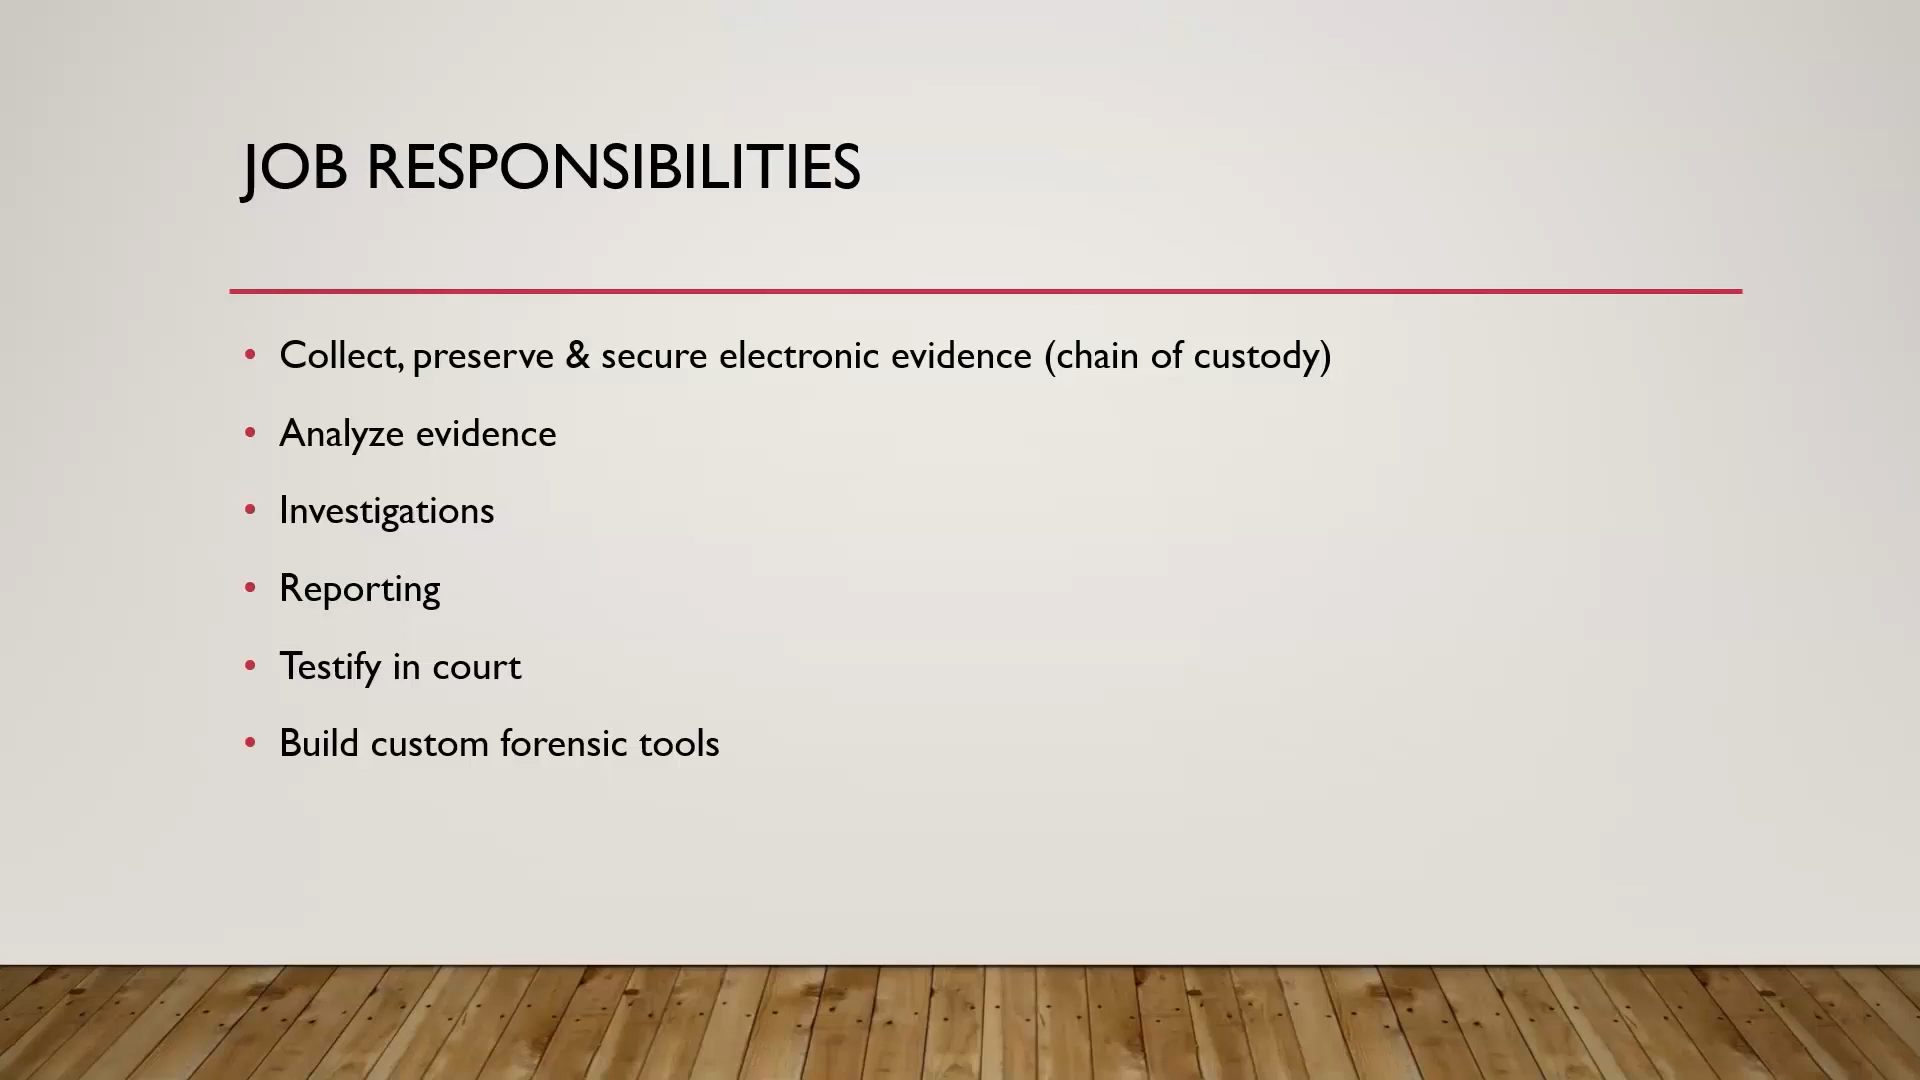 JOB RESPONSIBILITIES
• Collect, preserve & secure electronic evidence (chain of custody)
• Analyze evidence
• Investigations
• Reporting
• Testify in court
• Build custom forensic tools